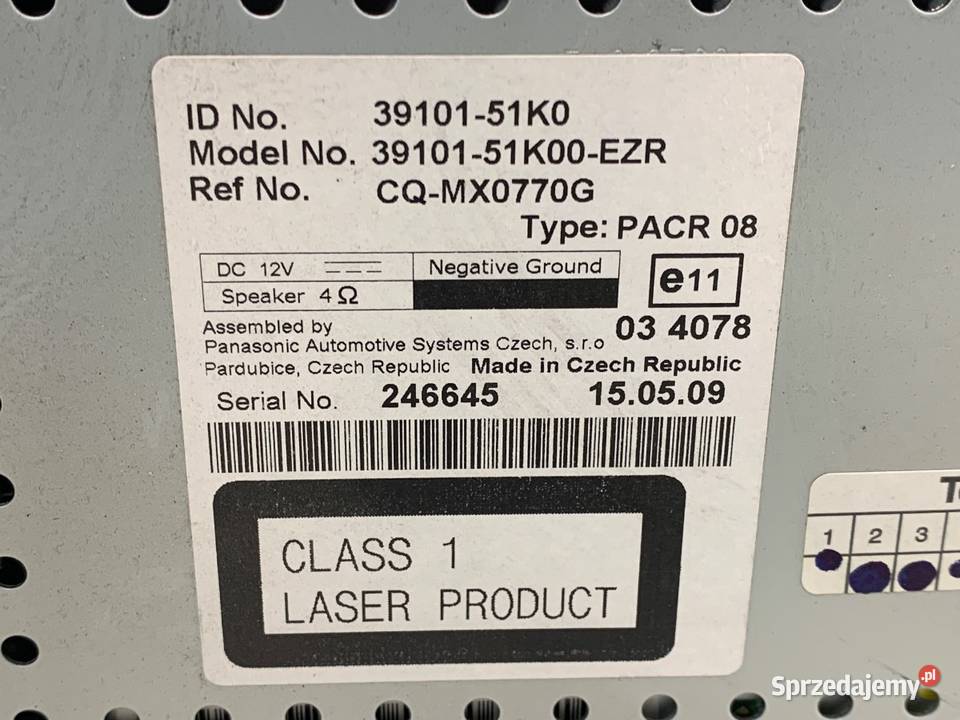 ID No. 39101-51K0
Model No. 39101-51K00-EZR
Ref No. CQ-MX0770G
Type: PACR 08
DC 12V Negative Ground
Speaker 4Ω
e11
Assembled by
03 4078
Panasonic Automotive Systems Czech, s.r.o
Pardubice, Czech Republic Made in Czech Republic
Serial No. 246645 15.05.09
CLASS 1
LASER PRODUCT
1 2 3
Sprzedajemy.pl